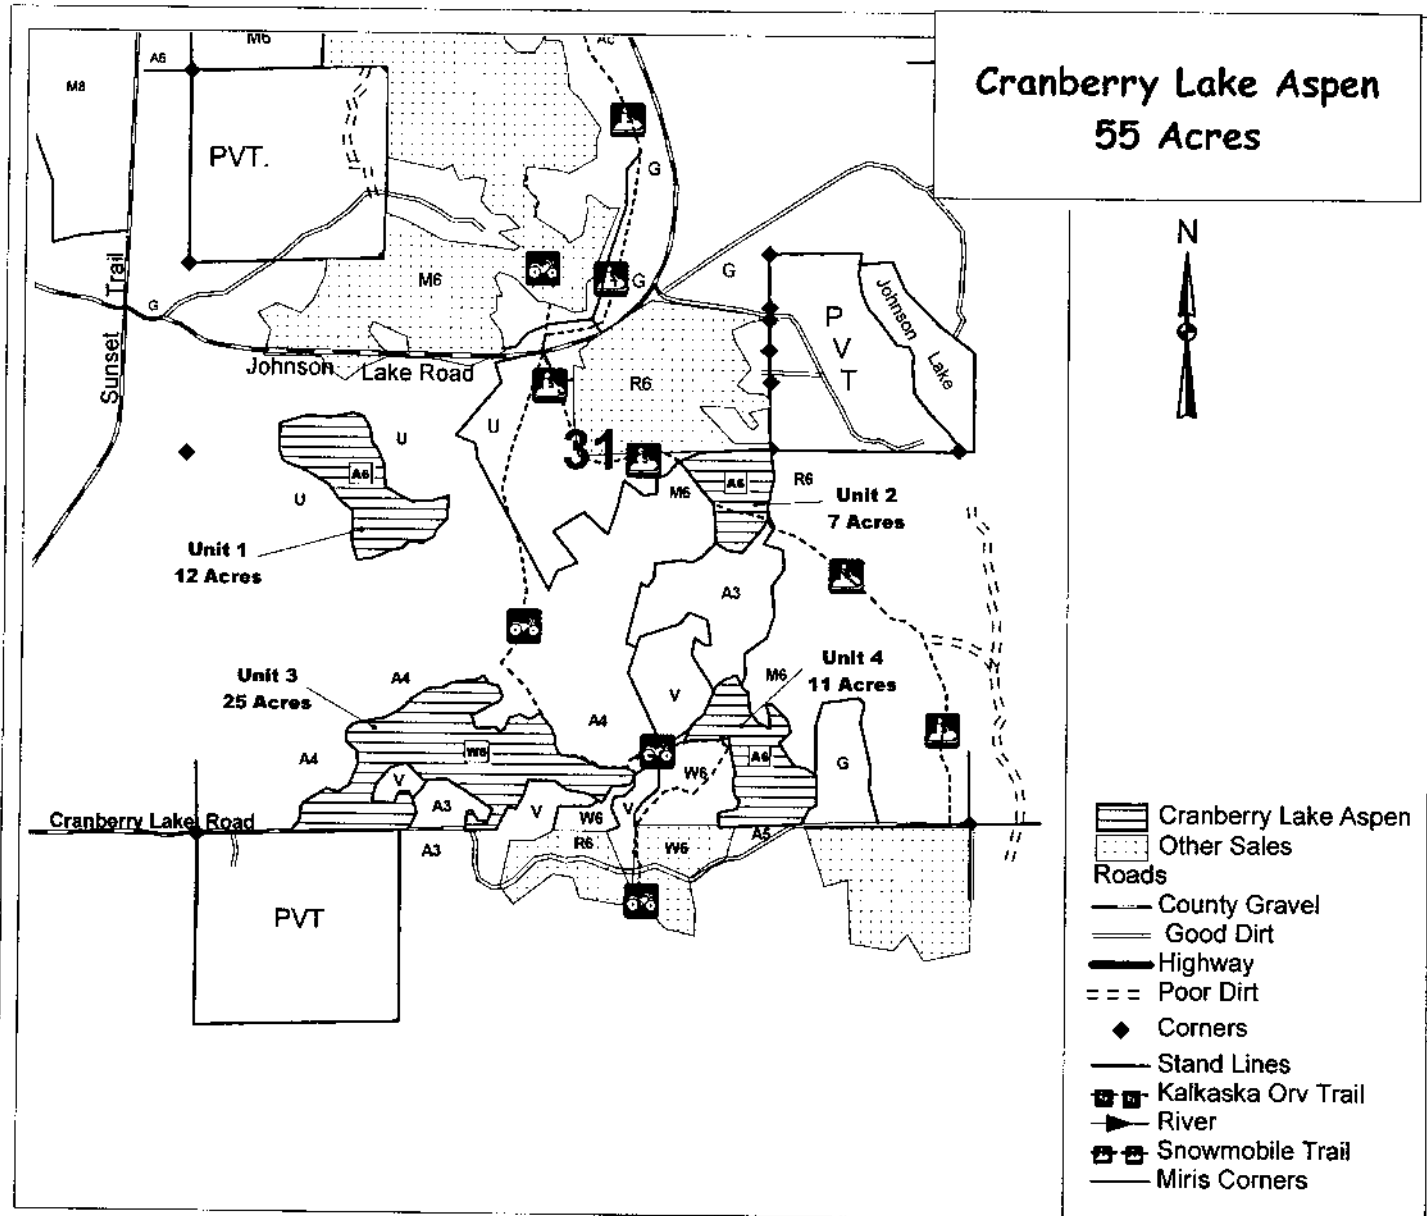 Cranberry Lake Aspen
55 Acres
M6
A6
M8
PVT.
G
N
Sunset Trail
G
M6
G
G
P
V
T
Johnson
Lake
Johnson Lake Road
R6
U
U
31
A6
U
M6
A6
R6
Unit 2
7 Acres
Unit 1
12 Acres
A3
Unit 3
25 Acres
A4
Unit 4
11 Acres
M6
V
A4
A4
W6
V
A3
V
W6
V
W6
A6
G
Cranberry Lake Road
A3
R6
W6
A5
PVT
Cranberry Lake Aspen
Other Sales
Roads
County Gravel
Good Dirt
Highway
Poor Dirt
Corners
Stand Lines
Kalkaska Orv Trail
River
Snowmobile Trail
Miris Corners